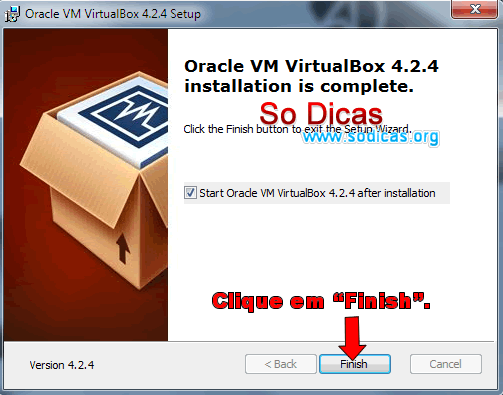 Oracle VM VirtualBox 4.2.4 Setup
Oracle VM VirtualBox 4.2.4
installation is complete.
So Dicas
Click the Finish button to exit the Setup Wizard.
www.sodicas.org
Start Oracle VM VirtualBox 4.2.4 after installation
Clique em “Finish”.
Version 4.2.4
< Back
Finish
Cancel